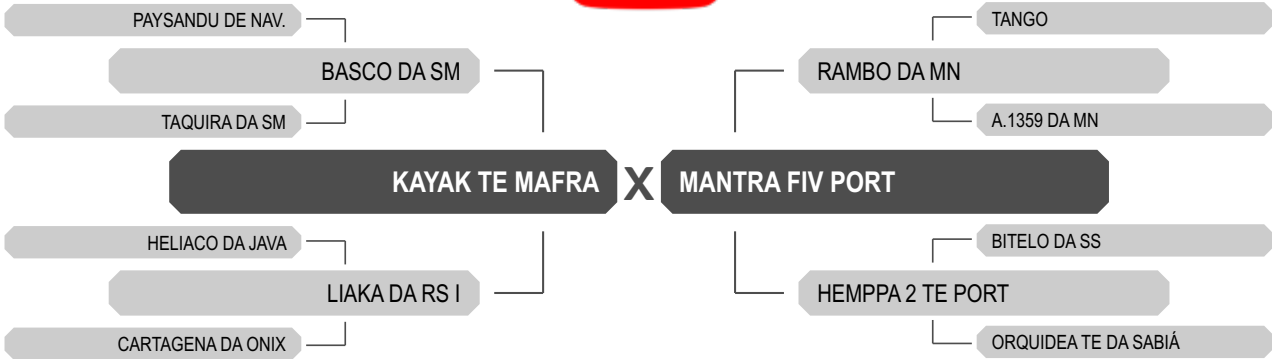 PAYSANDU DE NAV.
BASCO DA SM
TAQUIRA DA SM
KAYAK TE MAFRA X MANTRA FIV PORT
HELIACO DA JAVA
LIAKA DA RS I
CARTAGENA DA ONIX
TANGO
RAMBO DA MN
A.1359 DA MN
BITELO DA SS
HEMPPA 2 TE PORT
ORQUIDEA TE DA SABIÁ